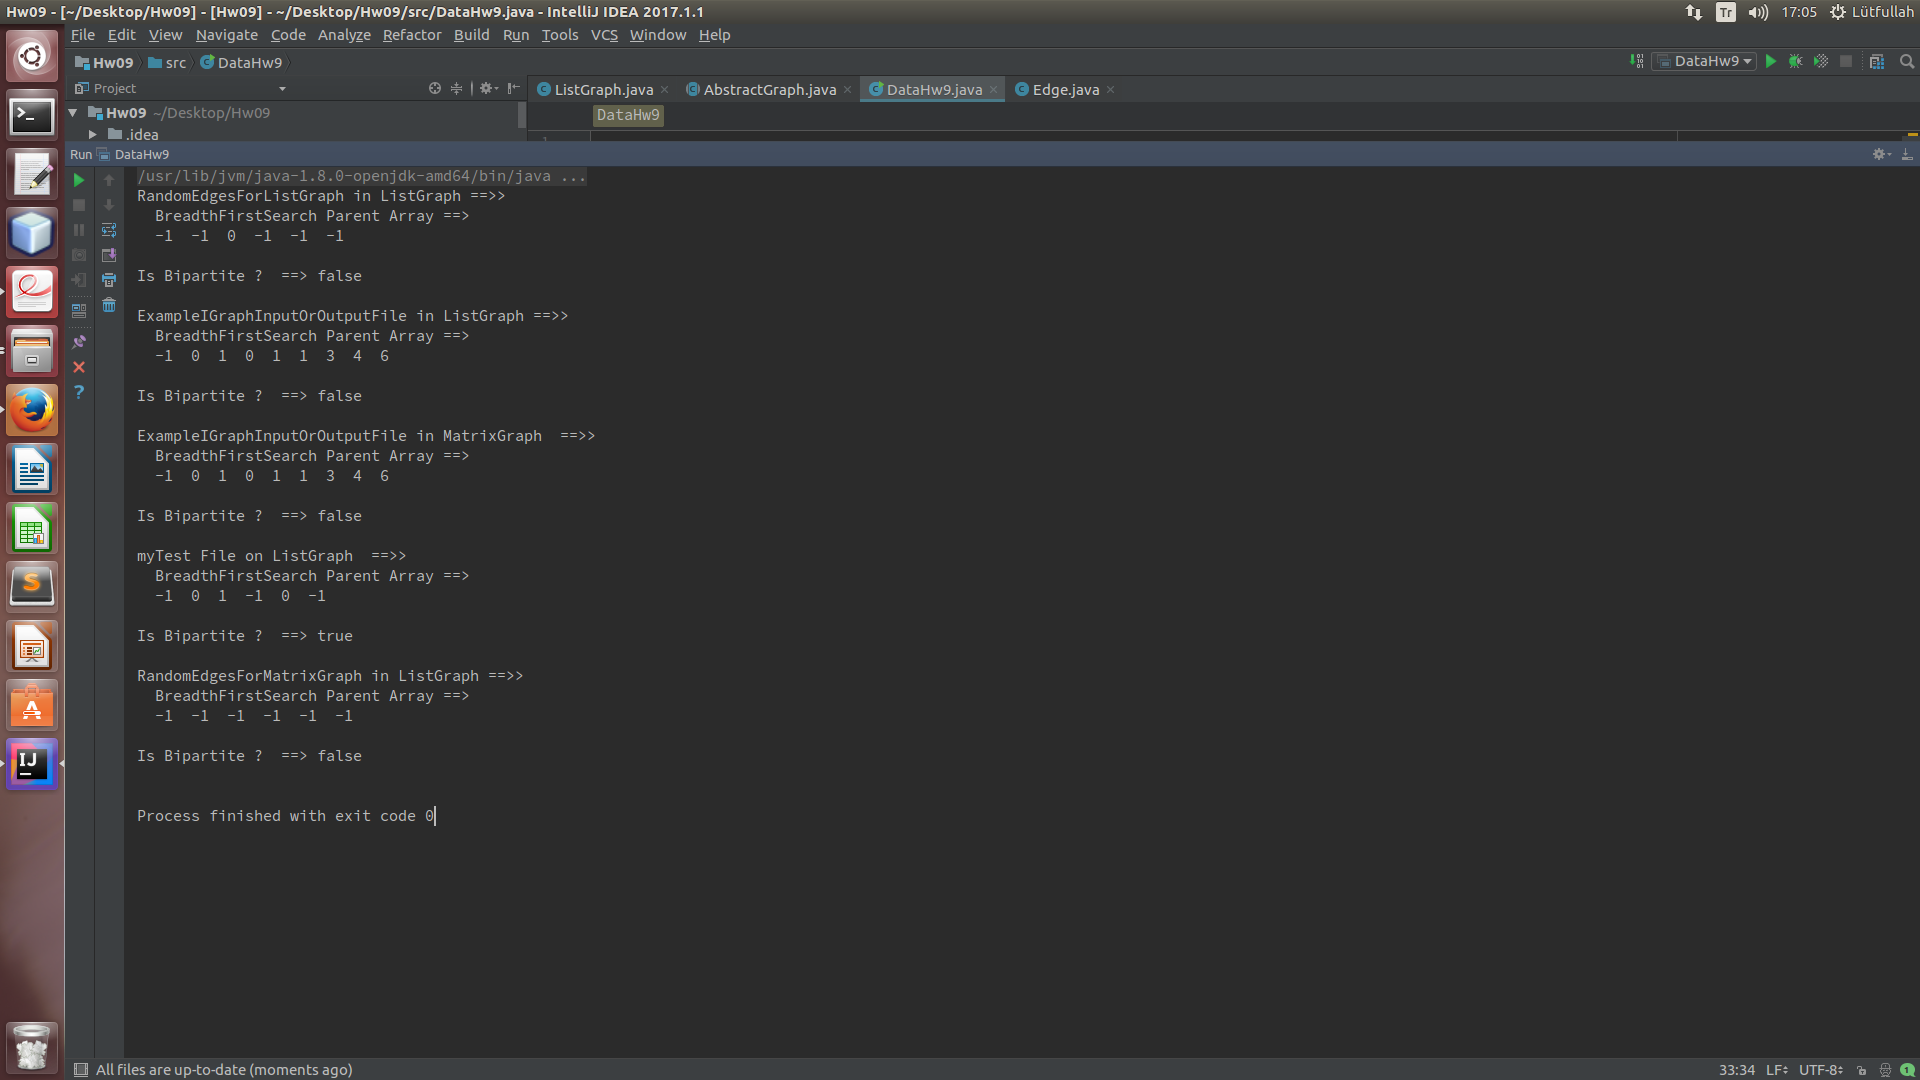 Hw09 - [~/Desktop/Hw09] - [Hw09] - ~/Desktop/Hw09/src/DataHw9.java - IntelliJ IDEA 2017.1.1
Tr 17:05 Lütfullah
File Edit View Navigate Code Analyze Refactor Build Run Tools VCS Window Help
Hw09 src DataHw9
DataHw9
Project
ListGraph.java AbstractGraph.java DataHw9.java Edge.java
Hw09 ~/Desktop/Hw09
DataHw9
.idea
1
Run DataHw9
/usr/lib/jvm/java-1.8.0-openjdk-amd64/bin/java ...
RandomEdgesForListGraph in ListGraph ==>>
BreadthFirstSearch Parent Array ==>
-1 -1 0 -1 -1 -1
Is Bipartite ? ==> false
ExampleIGraphInputOrOutputFile in ListGraph ==>>
BreadthFirstSearch Parent Array ==>
-1 0 1 0 1 1 3 4 6
Is Bipartite ? ==> false
ExampleIGraphInputOrOutputFile in MatrixGraph ==>>
BreadthFirstSearch Parent Array ==>
-1 0 1 0 1 1 3 4 6
Is Bipartite ? ==> false
myTest File on ListGraph ==>>
BreadthFirstSearch Parent Array ==>
-1 0 1 -1 0 -1
Is Bipartite ? ==> true
RandomEdgesForMatrixGraph in ListGraph ==>>
BreadthFirstSearch Parent Array ==>
-1 -1 -1 -1 -1 -1
Is Bipartite ? ==> false
Process finished with exit code 0
All files are up-to-date (moments ago)
33:34 LF UTF-8 1